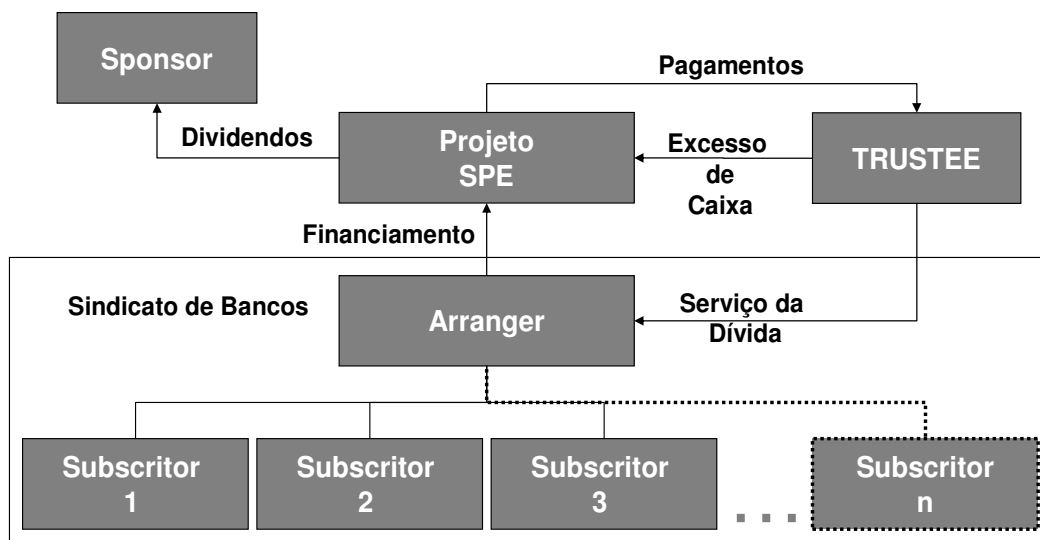 Sponsor
Pagamentos
Dividendos
Projeto
SPE
Excesso
de
Caixa
TRUSTEE
Financiamento
Sindicato de Bancos
Arranger
Serviço da
Dívida
Subscritor
1
Subscritor
2
Subscritor
3
...
Subscritor
n